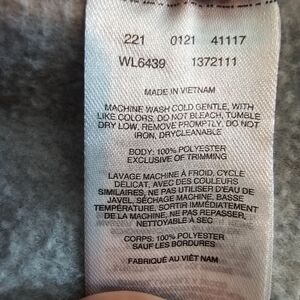 221 0121 41117
WL6439 1372111
MADE IN VIETNAM
MACHINE WASH COLD GENTLE, WITH
LIKE COLORS, DO NOT BLEACH, TUMBLE
DRY LOW, REMOVE PROMPTLY, DO NOT
IRON, DRYCLEANABLE
BODY: 100% POLYESTER
EXCLUSIVE OF TRIMMING
LAVAGE MACHINE À FROID, CYCLE
DELICAT, AVEC DES COULEURS
SIMILAIRES, NE PAS UTILISER D'EAU DE
JAVEL, SÉCHAGE MACHINE, BASSE
TEMPÉRATURE, SORTIR IMMÉDIATEMENT
DE LA MACHINE, NE PAS REPASSER,
NETTOYABLE À SEC
CORPS: 100% POLYESTER
SAUF LES BORDURES
FABRIQUÉ AU VIÊT NAM